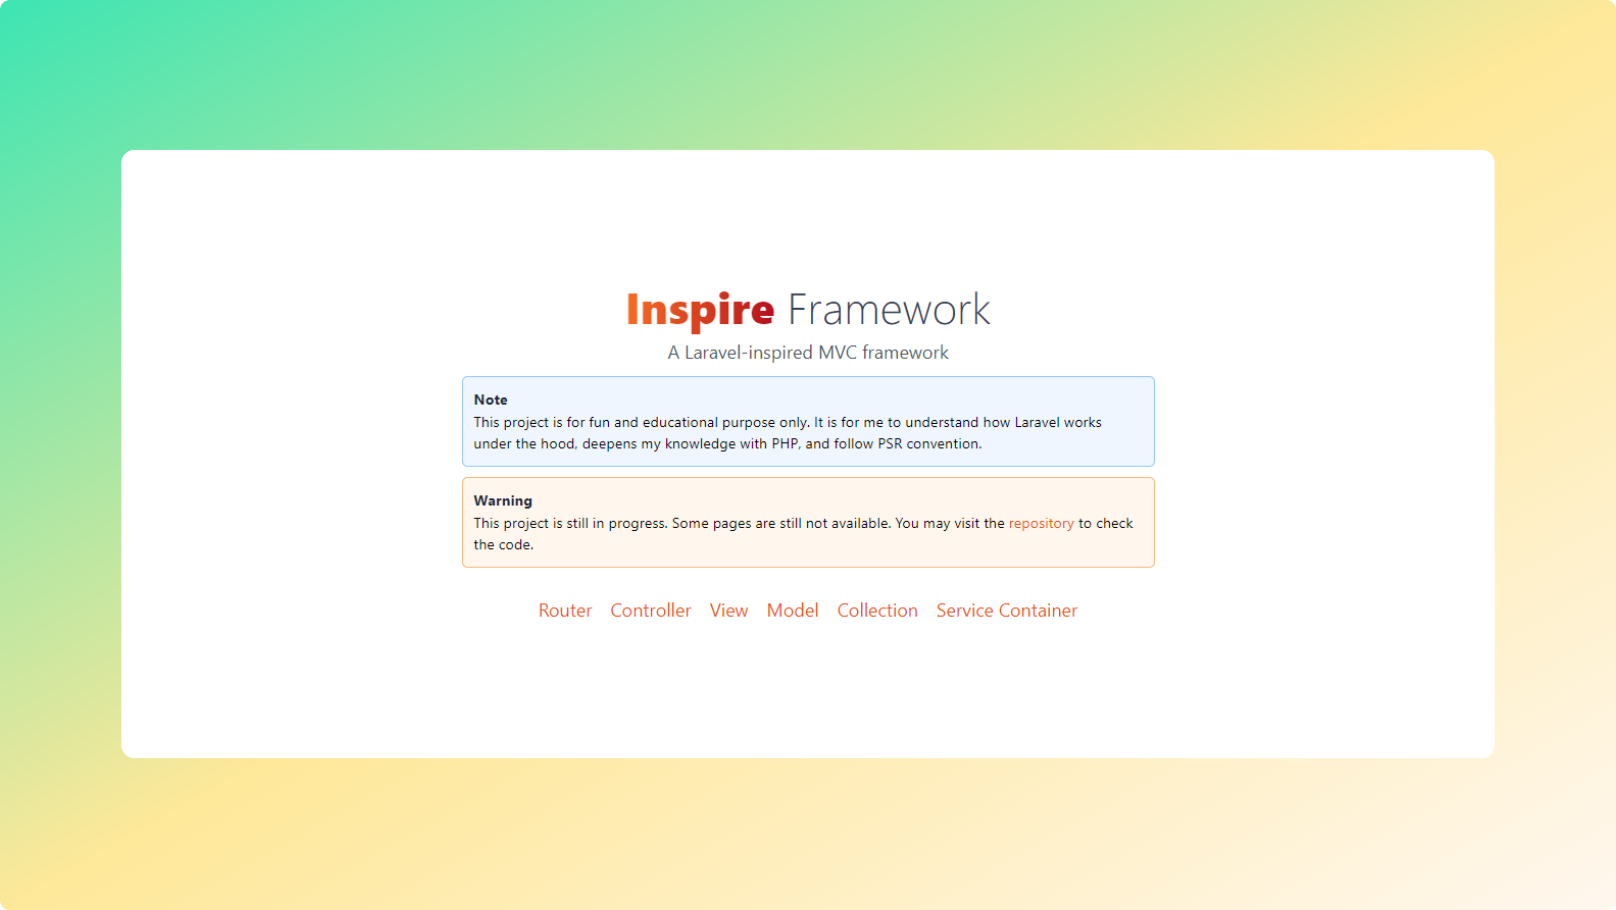 Inspire Framework
A Laravel-inspired MVC framework
Note
This project is for fun and educational purpose only. It is for me to understand how Laravel works
under the hood, deepens my knowledge with PHP, and follow PSR convention.
Warning
This project is still in progress. Some pages are still not available. You may visit the repository to check
the code.
Router Controller View Model Collection Service Container